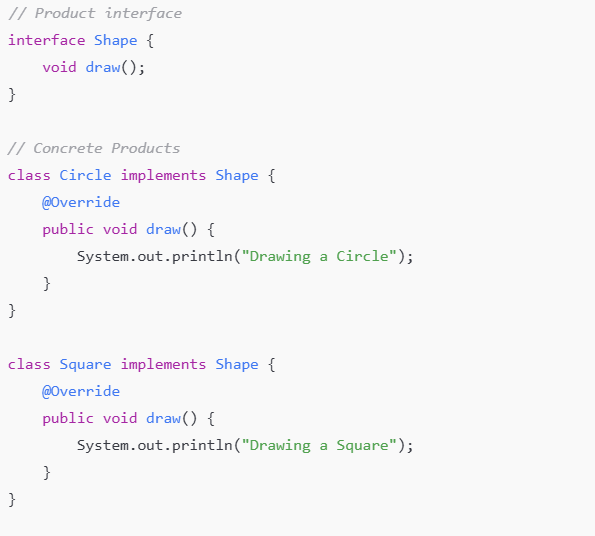 // Product interface
interface Shape {
    void draw();
}

// Concrete Products
class Circle implements Shape {
    @Override
    public void draw() {
        System.out.println("Drawing a Circle");
    }
}

class Square implements Shape {
    @Override
    public void draw() {
        System.out.println("Drawing a Square");
    }
}